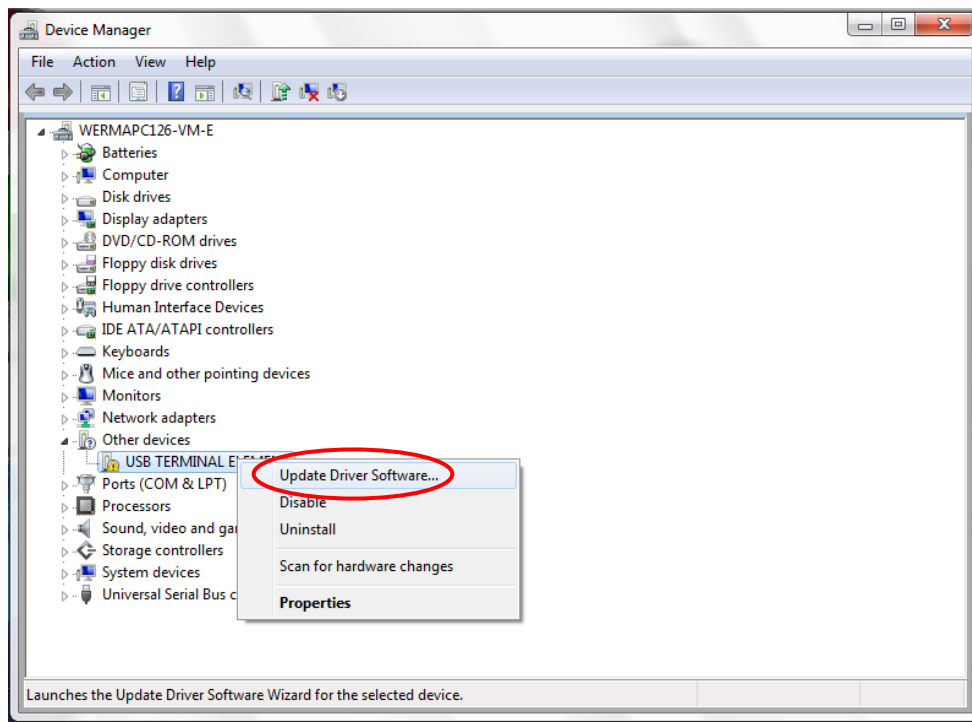 Device Manager
File Action View Help
WERMAPC126-VM-E
Batteries
Computer
Disk drives
Display adapters
DVD/CD-ROM drives
Floppy disk drives
Floppy drive controllers
Human Interface Devices
IDE ATA/ATAPI controllers
Keyboards
Mice and other pointing devices
Monitors
Network adapters
Other devices
USB TERMINAL
Ports (COM & LPT)
Processors
Sound, video and
Storage controllers
System devices
Universal Serial Bus
Update Driver Software...
Disable
Uninstall
Scan for hardware changes
Properties
Launches the Update Driver Software Wizard for the selected device.